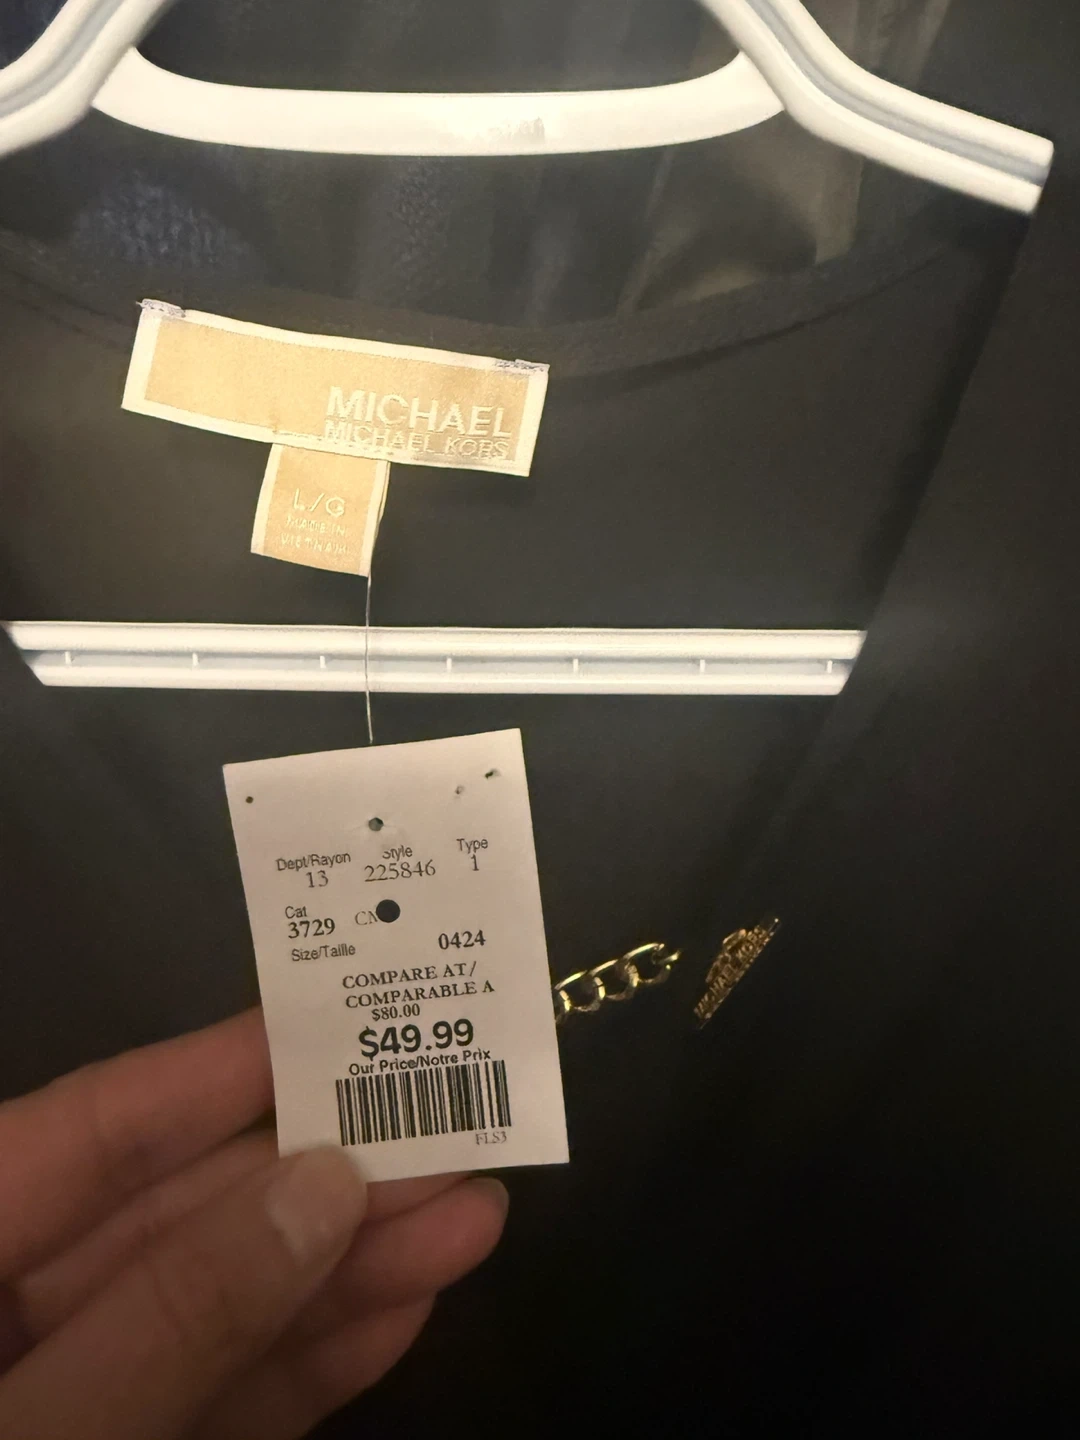 MICHAEL
MICHAEL KORS
L/G
MADE IN
VIETNAM
Dept/Rayon Style Type
13 225846 1
Cat
3729
Size/Taille 0424
COMPARE AT/
COMPARABLE A
$80.00
$49.99
Our Price/Notre Prix
FLS3
MICHAEL KORS